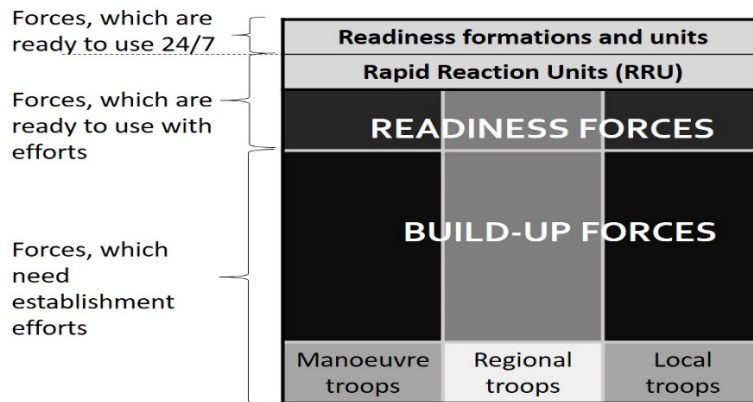 Forces, which are
ready to use 24/7
Readiness formations and units
Rapid Reaction Units (RRU)
Forces, which are
ready to use with
efforts
READINESS FORCES
BUILD-UP FORCES
Forces, which
need
establishment
efforts
Manoeuvre
troops
Regional
troops
Local
troops